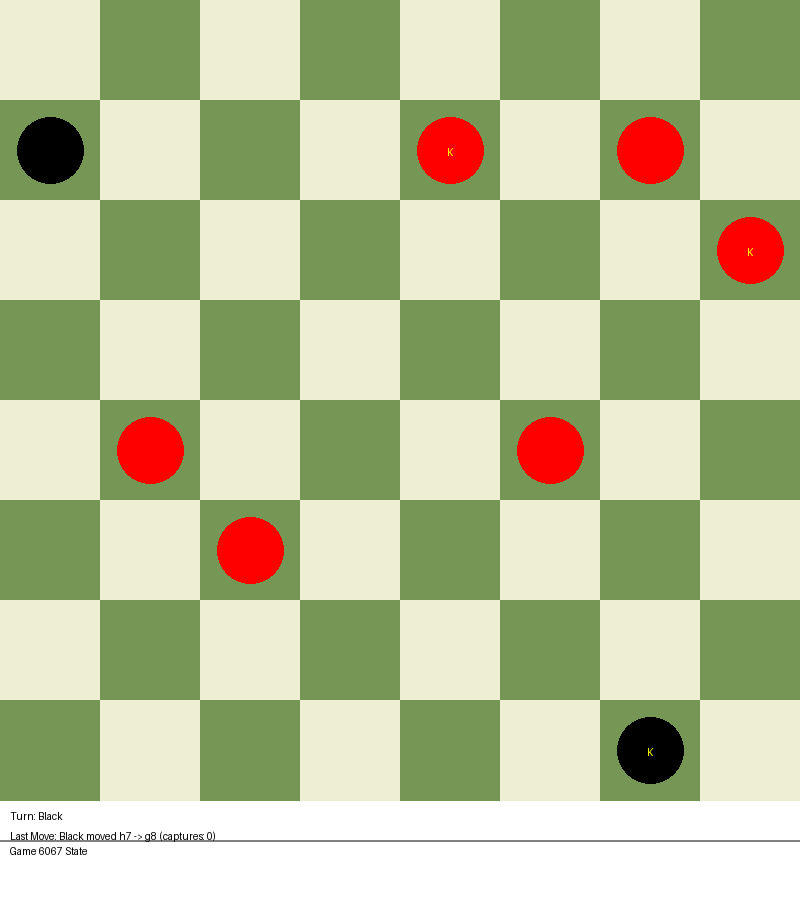 K
K
K
Turn: Black
Last Move: Black moved h7 -> g8 (captures: 0)
Game 6067 State